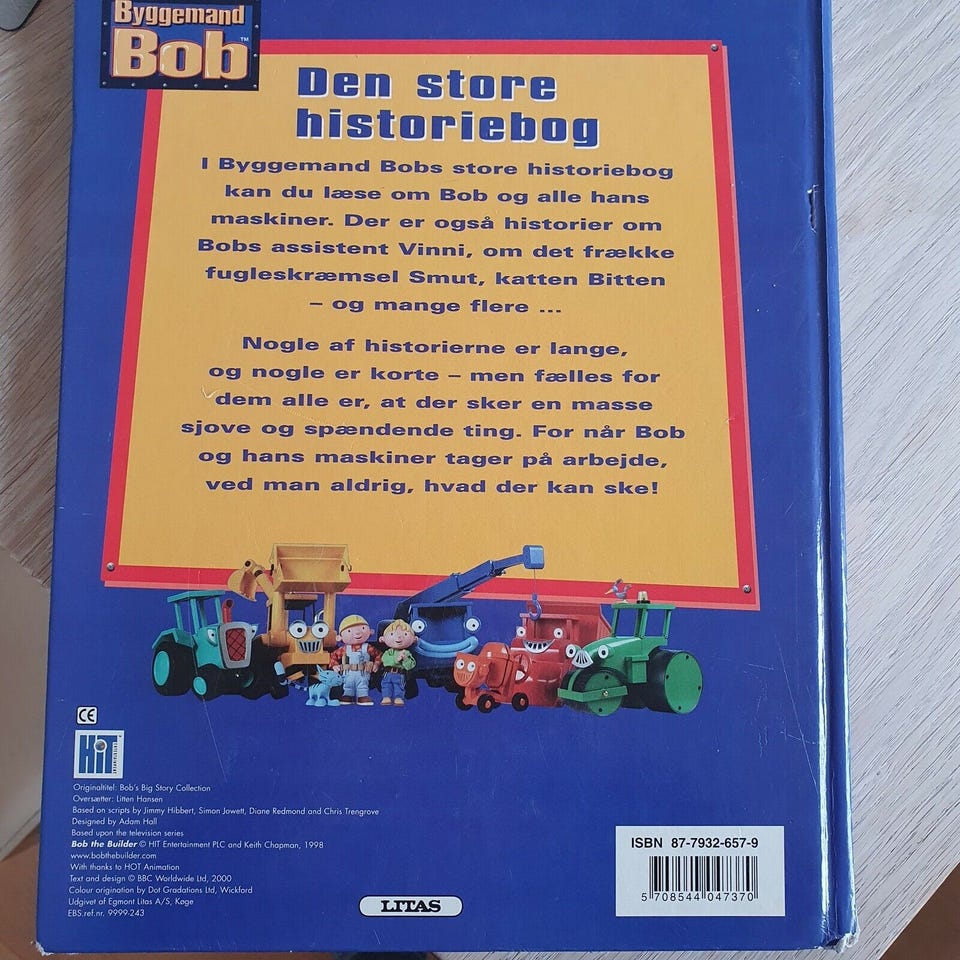 Byggemand
Bob™
Den store
historiebog
I Byggemand Bobs store historiebog
kan du læse om Bob og alle hans
maskiner. Der er også historier om
Bobs assistent Vinni, om det frække
fugleskræmsel Smut, katten Bitten
– og mange flere ...
Nogle af historierne er lange,
og nogle er korte – men fælles for
dem alle er, at der sker en masse
sjove og spændende ting. For når Bob
og hans maskiner tager på arbejde,
ved man aldrig, hvad der kan ske!
CE
HiT
ENTERTAINMENT
Originaltitel: Bob's Big Story Collection
Oversætter: Litten Hansen
Based on scripts by Jimmy Hibbert, Simon Jowett, Diane Redmond and Chris Trengrove
Designed by Adam Hall
Based upon the television series
Bob the Builder © HIT Entertainment PLC and Keith Chapman, 1998
www.bobthebuilder.com
With thanks to HOT Animation
Text and design © BBC Worldwide Ltd, 2000
Colour origination by Dot Gradations Ltd, Wickford
Udgivet af Egmont Litas A/S, Køge
EBS.ref.nr. 9999-243
LITAS
ISBN 87-7932-657-9
5 708544 047370